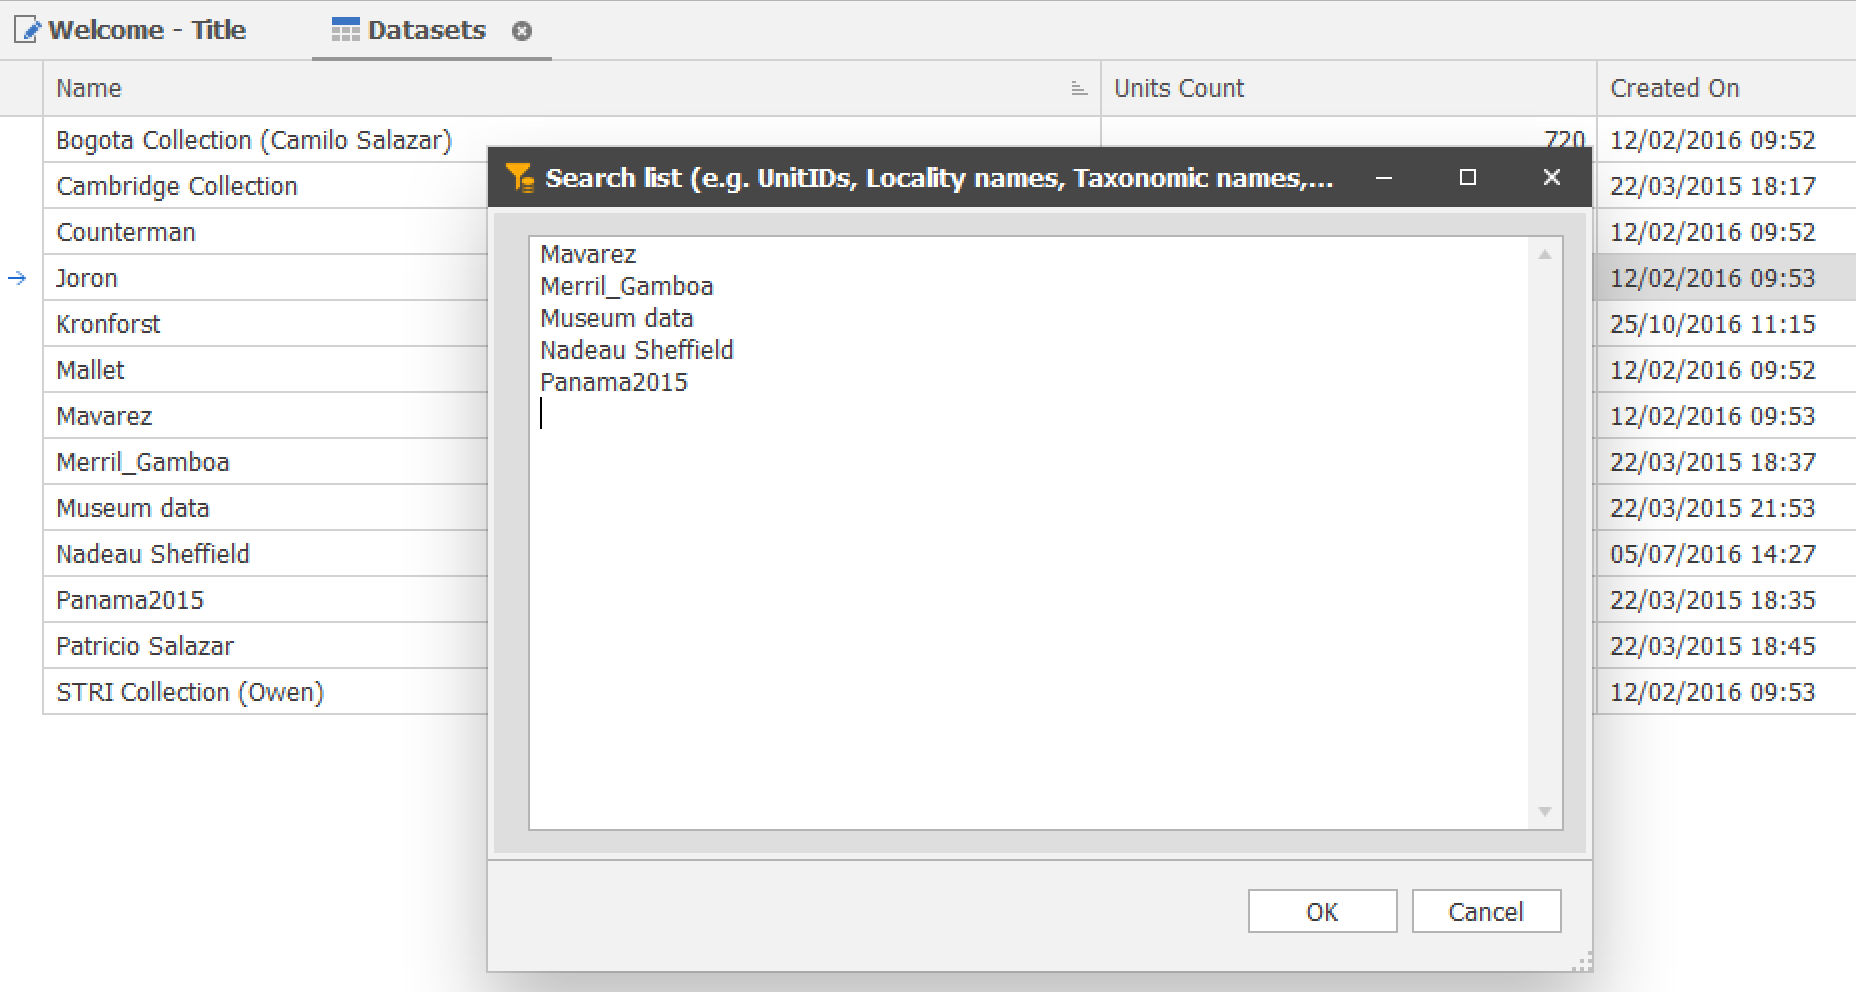 Welcome - Title
Datasets
Name
Units Count
Created On
Bogota Collection (Camilo Salazar)
720
12/02/2016 09:52
Cambridge Collection
22/03/2015 18:17
Counterman
12/02/2016 09:52
Joron
12/02/2016 09:53
Kronforst
25/10/2016 11:15
Mallet
12/02/2016 09:52
Mavarez
12/02/2016 09:53
Merril_Gamboa
22/03/2015 18:37
Museum data
22/03/2015 21:53
Nadeau Sheffield
05/07/2016 14:27
Panama2015
22/03/2015 18:35
Patricio Salazar
22/03/2015 18:45
STRI Collection (Owen)
12/02/2016 09:53
Search list (e.g. UnitIDs, Locality names, Taxonomic names,...
Mavarez
Merril_Gamboa
Museum data
Nadeau Sheffield
Panama2015
OK
Cancel